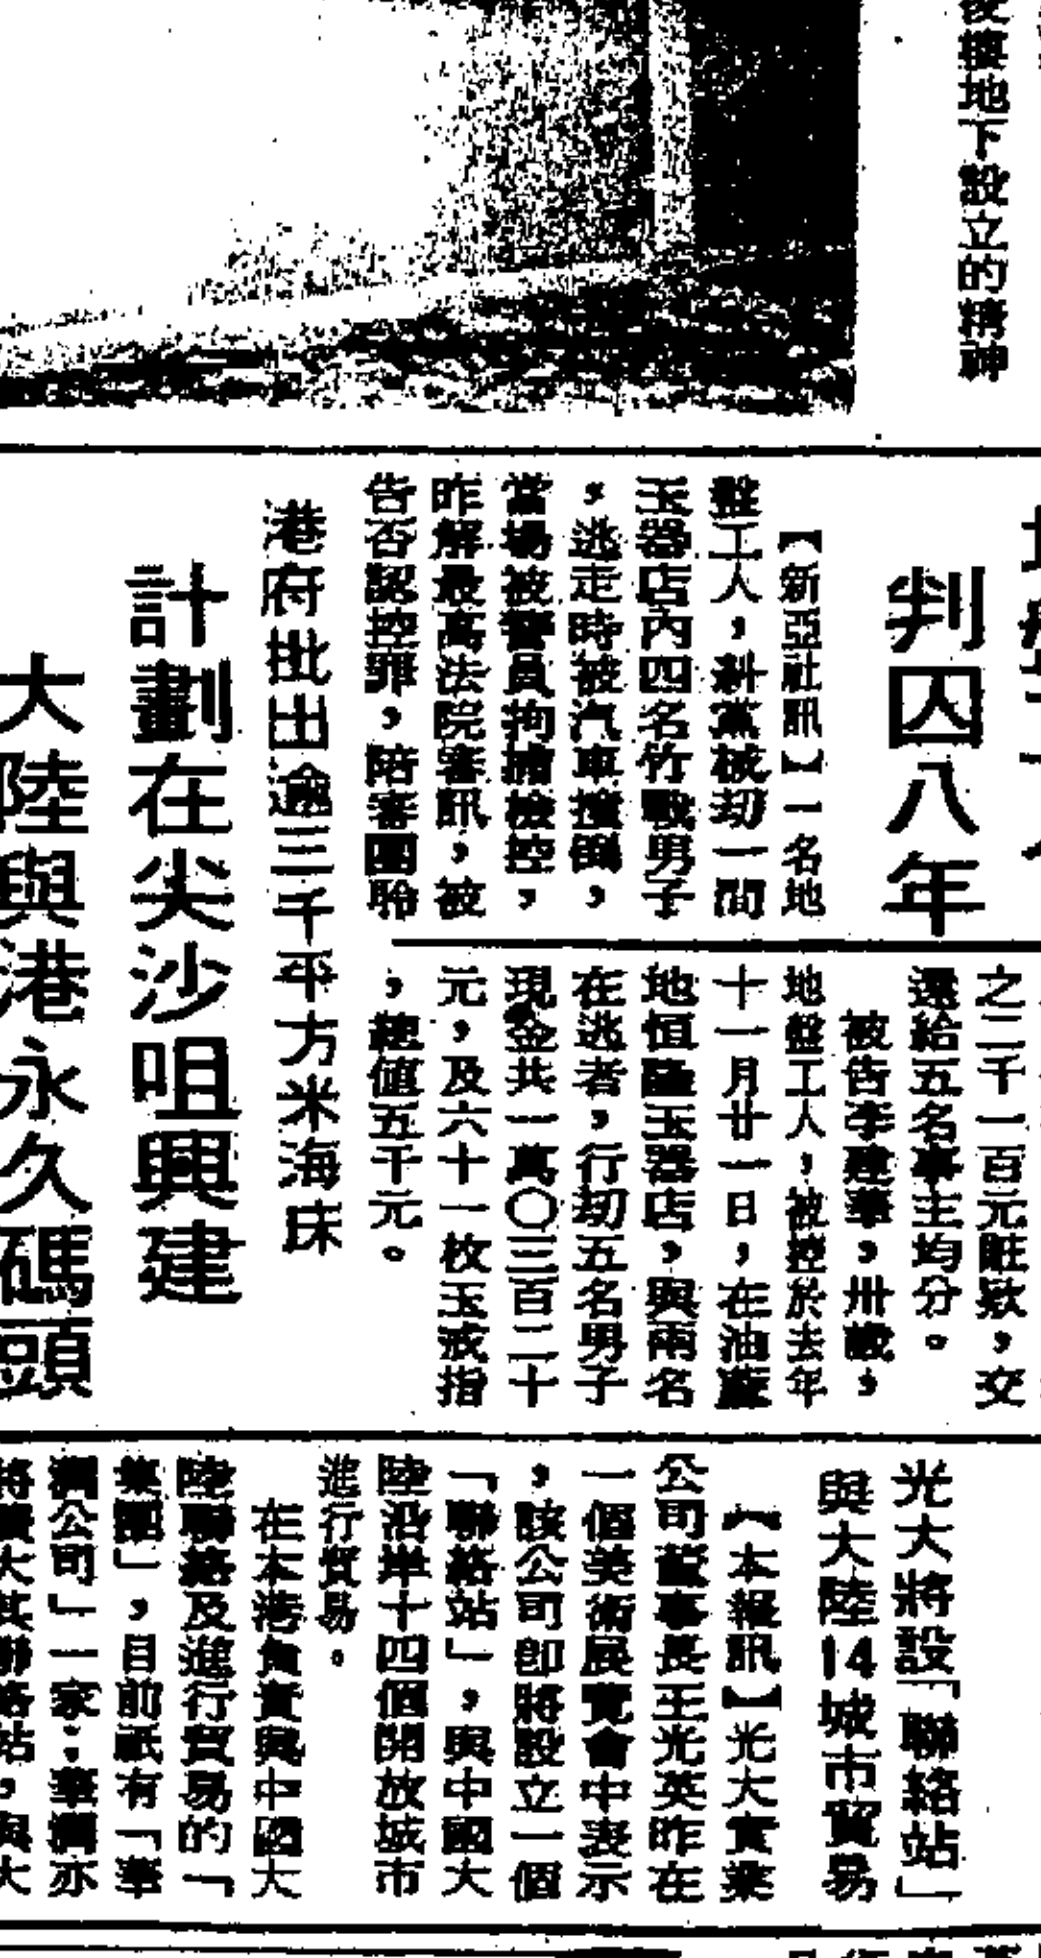 後模地下設立的精神
判囚八年
【新亞社訊】一名地
盤工人，糾黨械刧一間
玉器店內四名竹戰男子
，逃走時被汽車撞倒，
當場被警員拘捕檢控，
昨解最高法院審訊，被
告否認控罪，陪審團聆
之二千一百元賍欵，交
還給五名事主均分。
被告李建華，卅歲，
地盤工人，被控於去年
十一月廿一日，在油蔴
地恒隆玉器店，與兩名
在逃者，行刧五名男子
現金共一萬〇三百二十
元，及六十一枚玉戒指
，總值五千元。
港府批出逾三千平方米海床
計劃在尖沙咀興建
大陸與港永久碼頭
光大將設「聯絡站」
與大陸14城市貿易
【本報訊】光大實業
公司董事長王光英昨在
一個美術展覽會中表示
，該公司即將設立一個
「聯絡站」，與中國大
陸沿岸十四個開放城市
進行貿易。
在本港負責與中國大
陸聯絡及進行貿易的「
集團」，目前祇有「華
潤公司」一家；華潤亦
將擴大其聯絡站，與大